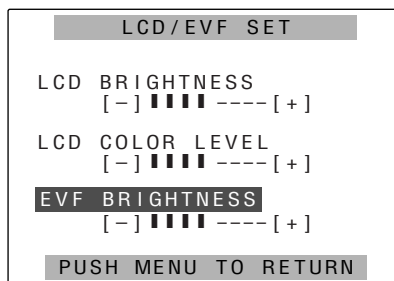 LCD/EVF SET
LCD BRIGHTNESS
[−]▮▮▮▮----[+]
LCD COLOR LEVEL
[−]▮▮▮▮----[+]
EVF BRIGHTNESS
[−]▮▮▮▮----[+]
PUSH MENU TO RETURN